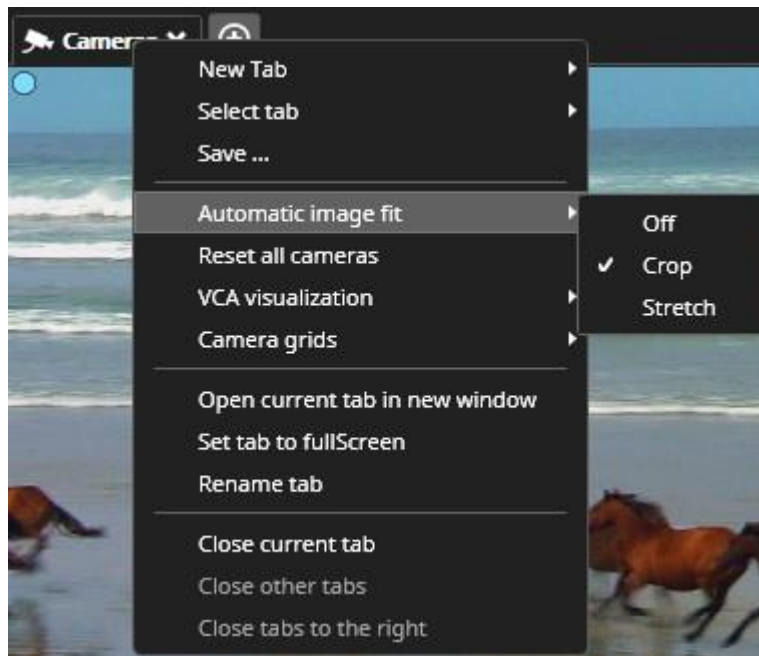 New Tab
Select tab
Save ...
Automatic image fit
Off
Crop
Stretch
Reset all cameras
VCA visualization
Camera grids
Open current tab in new window
Set tab to fullScreen
Rename tab
Close current tab
Close other tabs
Close tabs to the right